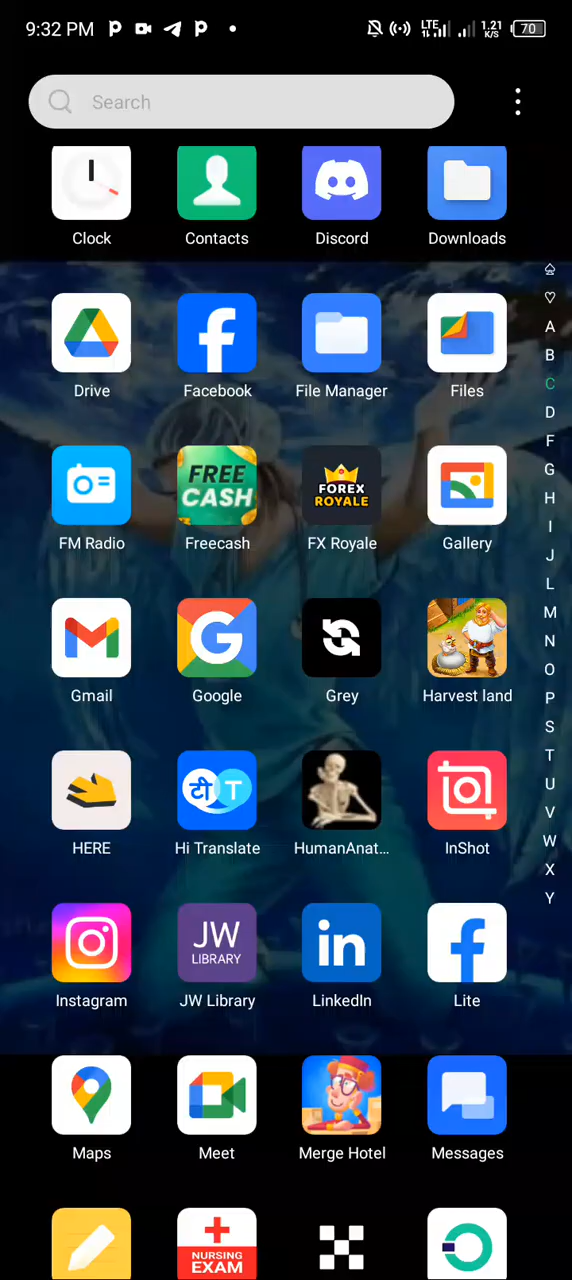 9:32 PM
LTE
1.21
K/S
70
Search
Clock
Contacts
Discord
Downloads
A
B
C
D
F
G
H
I
J
L
M
N
O
P
S
T
U
V
W
X
Y
Drive
Facebook
File Manager
Files
FREE
CASH
FOREX
ROYALE
FM Radio
Freecash
FX Royale
Gallery
Gmail
Google
Grey
Harvest land
टी T
HERE
Hi Translate
HumanAnat...
InShot
JW
LIBRARY
in
Instagram
JW Library
LinkedIn
Lite
Maps
Meet
Merge Hotel
Messages
NURSING
EXAM